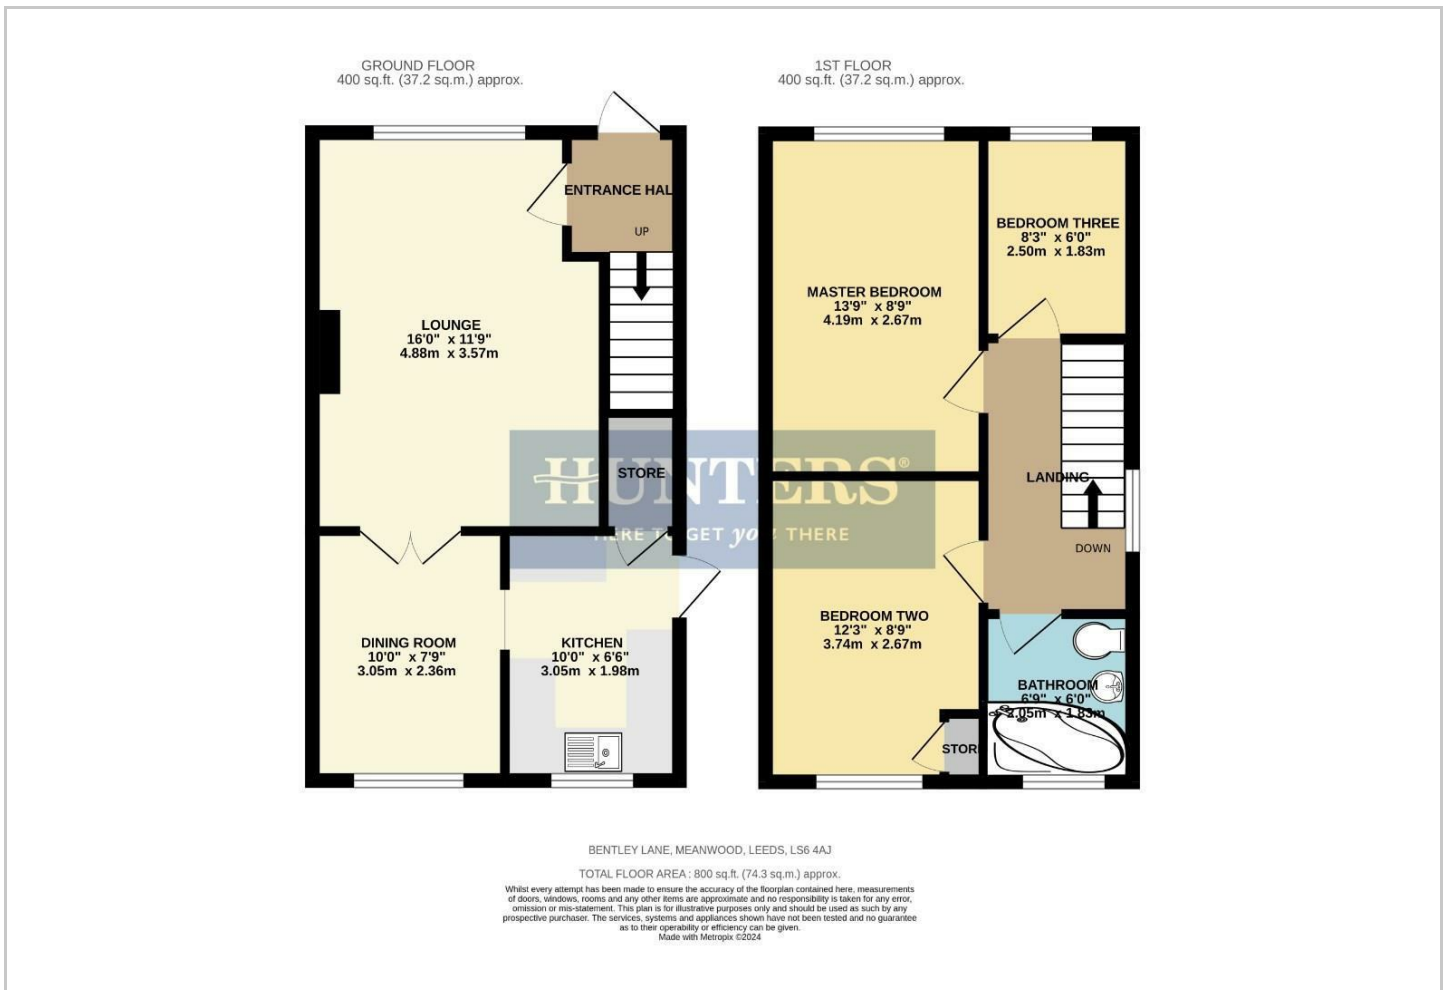 GROUND FLOOR
400 sq.ft. (37.2 sq.m.) approx.
1ST FLOOR
400 sq.ft. (37.2 sq.m.) approx.
ENTRANCE HAL
UP
LOUNGE
16'0" x 11'9"
4.88m x 3.57m
STORE
DINING ROOM
10'0" x 7'9"
3.05m x 2.36m
KITCHEN
10'0" x 6'6"
3.05m x 1.98m
MASTER BEDROOM
13'9" x 8'9"
4.19m x 2.67m
BEDROOM THREE
8'3" x 6'0"
2.50m x 1.83m
LANDING
DOWN
BEDROOM TWO
12'3" x 8'9"
3.74m x 2.67m
STOR
BATHROOM
6'9" x 6'0"
2.05m x 1.83m
HUNTERS®
HERE TO GET you THERE
BENTLEY LANE, MEANWOOD, LEEDS, LS6 4AJ
TOTAL FLOOR AREA : 800 sq.ft. (74.3 sq.m.) approx.
Whilst every attempt has been made to ensure the accuracy of the floorplan contained here, measurements
of doors, windows, rooms and any other items are approximate and no responsibility is taken for any error,
omission or mis-statement. This plan is for illustrative purposes only and should be used as such by any
prospective purchaser. The services, systems and appliances shown have not been tested and no guarantee
as to their operability or efficiency can be given.
Made with Metropix ©2024